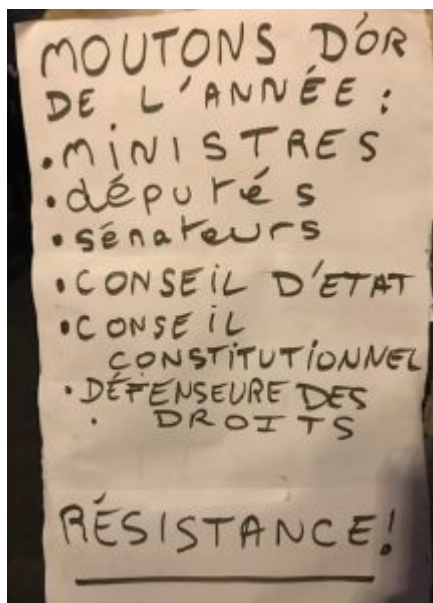 MOUTONS D'OR
DE L'ANNÉE :
• MINISTRES
• députés
• sénateurs
• CONSEIL D'ETAT
• CONSEIL
CONSTITUTIONNEL
• DÉFENSEURE DES
• DROITS
RÉSISTANCE!